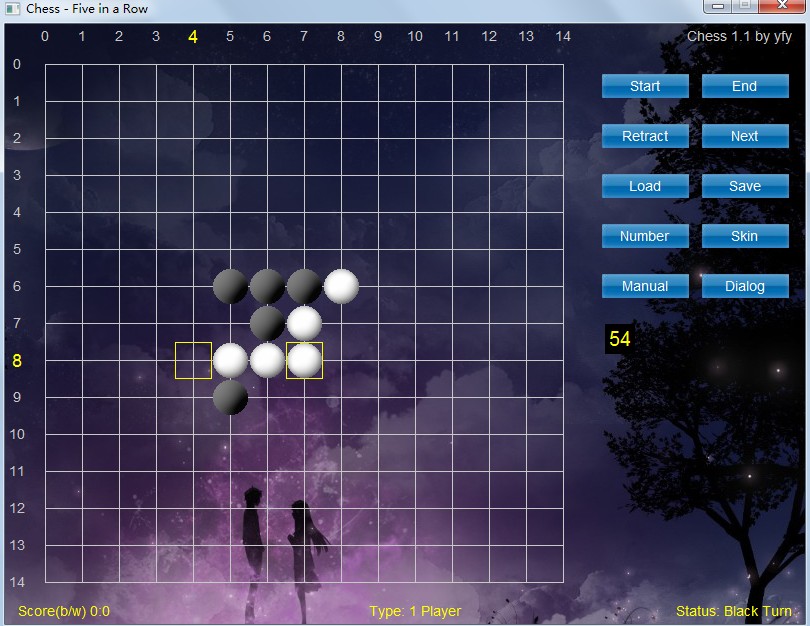 Chess - Five in a Row
0 1 2 3 4 5 6 7 8 9 10 11 12 13 14
Chess 1.1 by yfy
0
1
2
3
4
5
6
7
8
9
10
11
12
13
14
Start End
Retract Next
Load Save
Number Skin
Manual Dialog
54
Score(b/w) 0:0
Type: 1 Player
Status: Black Turn